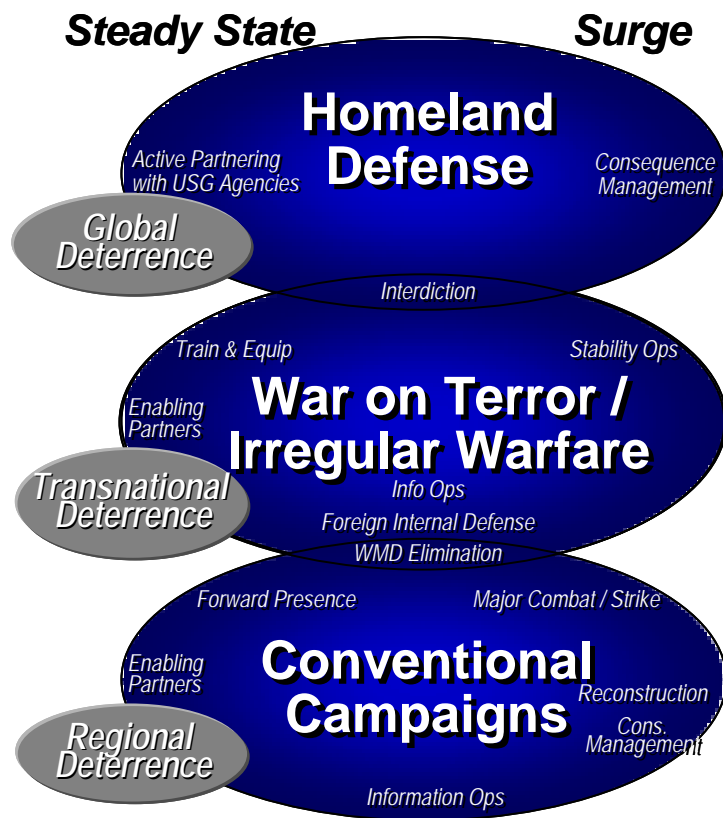 Steady State
Surge
Homeland
Defense
Active Partnering
with USG Agencies
Consequence
Management
Global
Deterrence
Interdiction
Train & Equip
Stability Ops
War on Terror /
Irregular Warfare
Enabling
Partners
Transnational
Deterrence
Info Ops
Foreign Internal Defense
WMD Elimination
Forward Presence
Major Combat / Strike
Conventional
Campaigns
Enabling
Partners
Reconstruction
Cons.
Management
Regional
Deterrence
Information Ops